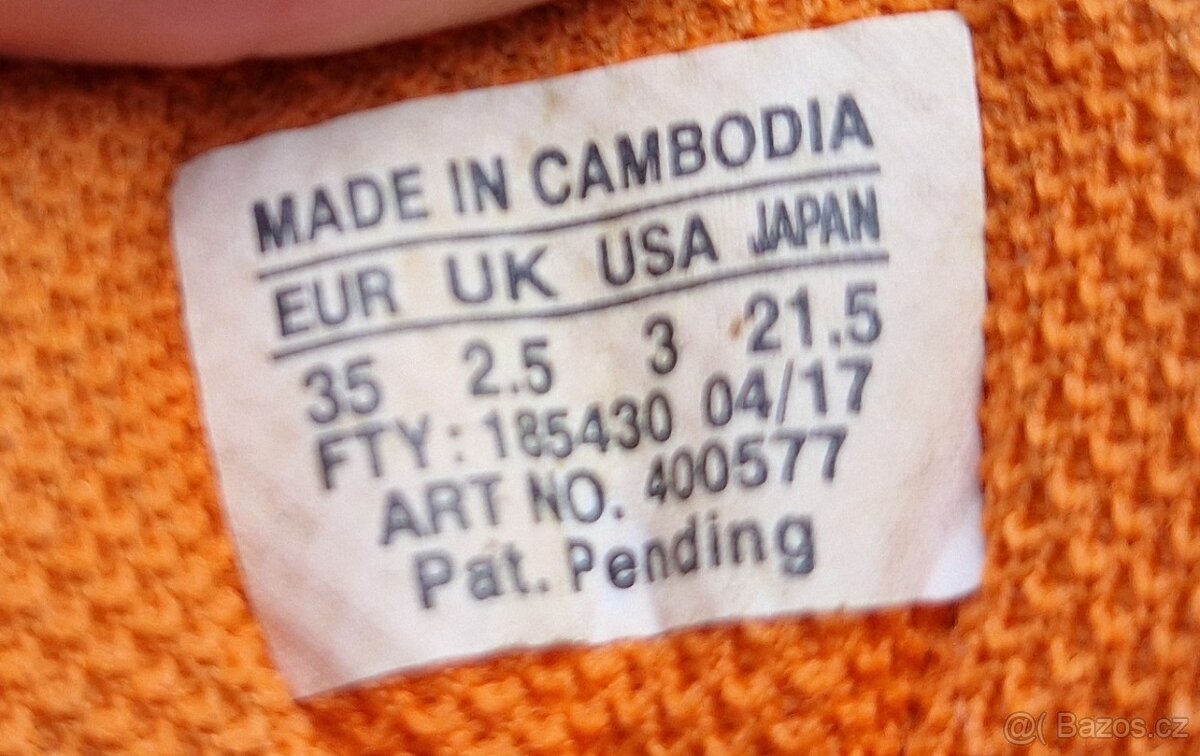 MADE IN CAMBODIA
EUR UK USA JAPAN
35 2.5 3 21.5
FTY: 185430 04/17
ART NO. 400577
Pat. Pending
@( Bazos.cz